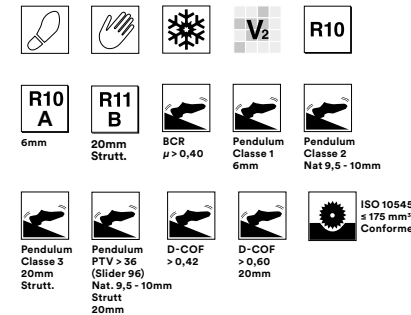 V2
R10
R10
A
6mm
R11
B
20mm
Strutt.
BCR
µ > 0,40
Pendulum
Classe 1
6mm
Pendulum
Classe 2
Nat 9,5 - 10mm
Pendulum
Classe 3
20mm
Strutt.
Pendulum
PTV > 36
(Slider 96)
Nat. 9,5 - 10mm
Strutt
20mm
D-COF
> 0,42
D-COF
> 0,60
20mm
ISO 10545
≤ 175 mm³
Conforme